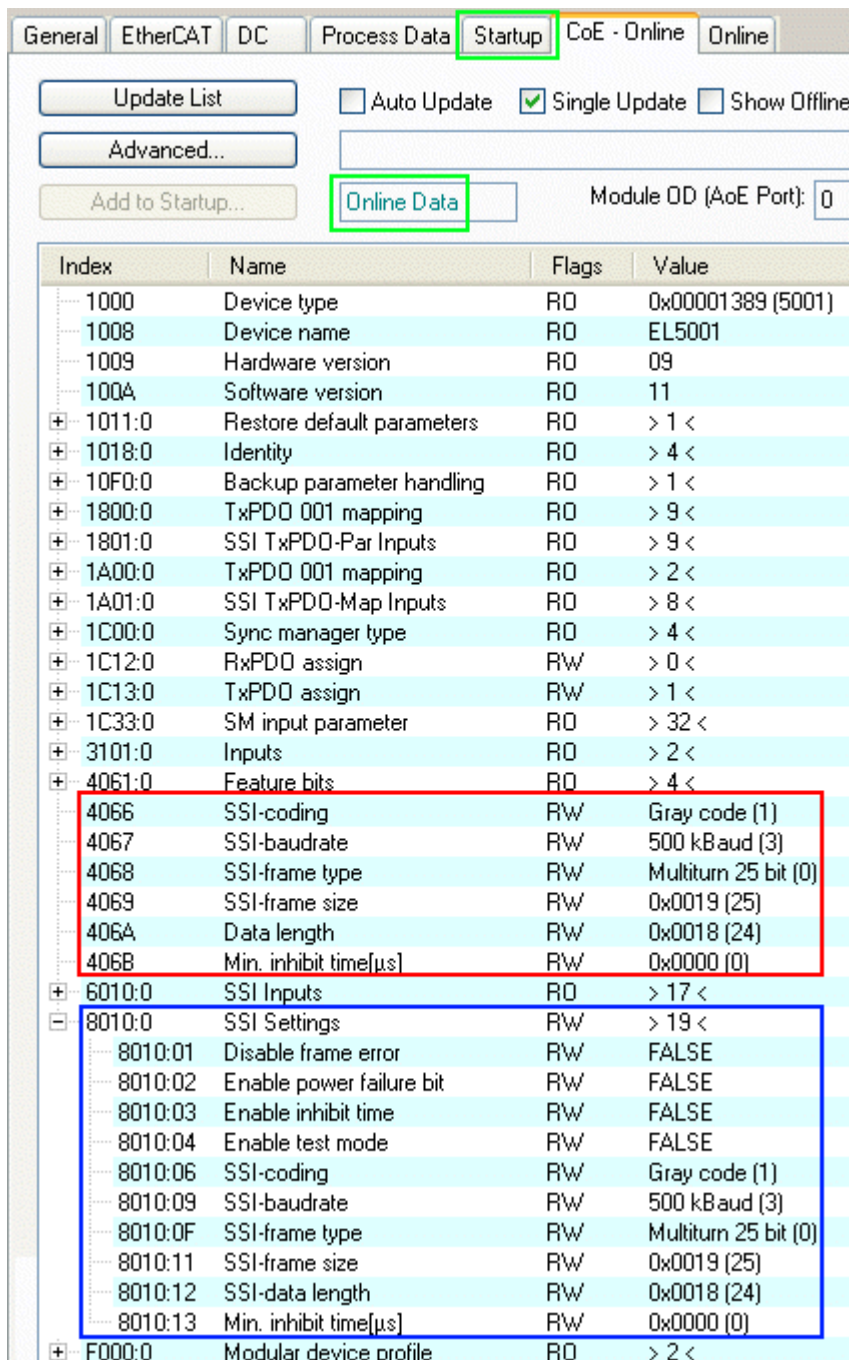 General EtherCAT DC Process Data Startup CoE - Online Online
Update List Auto Update Single Update Show Offline
Advanced...
Add to Startup... Online Data Module OD (AoE Port): 0
Index Name Flags Value
1000 Device type RO 0x00001389 (5001)
1008 Device name RO EL5001
1009 Hardware version RO 09
100A Software version RO 11
1011:0 Restore default parameters RO > 1 <
1018:0 Identity RO > 4 <
10F0:0 Backup parameter handling RO > 1 <
1800:0 TxPDO 001 mapping RO > 9 <
1801:0 SSI TxPDO-Par Inputs RO > 9 <
1A00:0 TxPDO 001 mapping RO > 2 <
1A01:0 SSI TxPDO-Map Inputs RO > 8 <
1C00:0 Sync manager type RO > 4 <
1C12:0 RxPDO assign RW > 0 <
1C13:0 TxPDO assign RW > 1 <
1C33:0 SM input parameter RO > 32 <
3101:0 Inputs RO > 2 <
4061:0 Feature bits RO > 4 <
4066 SSI-coding RW Gray code (1)
4067 SSI-baudrate RW 500 kBaud (3)
4068 SSI-frame type RW Multiturn 25 bit (0)
4069 SSI-frame size RW 0x0019 (25)
406A Data length RW 0x0018 (24)
406B Min. inhibit time[µs] RW 0x0000 (0)
6010:0 SSI Inputs RO > 17 <
8010:0 SSI Settings RW > 19 <
8010:01 Disable frame error RW FALSE
8010:02 Enable power failure bit RW FALSE
8010:03 Enable inhibit time RW FALSE
8010:04 Enable test mode RW FALSE
8010:06 SSI-coding RW Gray code (1)
8010:09 SSI-baudrate RW 500 kBaud (3)
8010:0F SSI-frame type RW Multiturn 25 bit (0)
8010:11 SSI-frame size RW 0x0019 (25)
8010:12 SSI-data length RW 0x0018 (24)
8010:13 Min. inhibit time[µs] RW 0x0000 (0)
F000:0 Modular device profile RO > 2 <